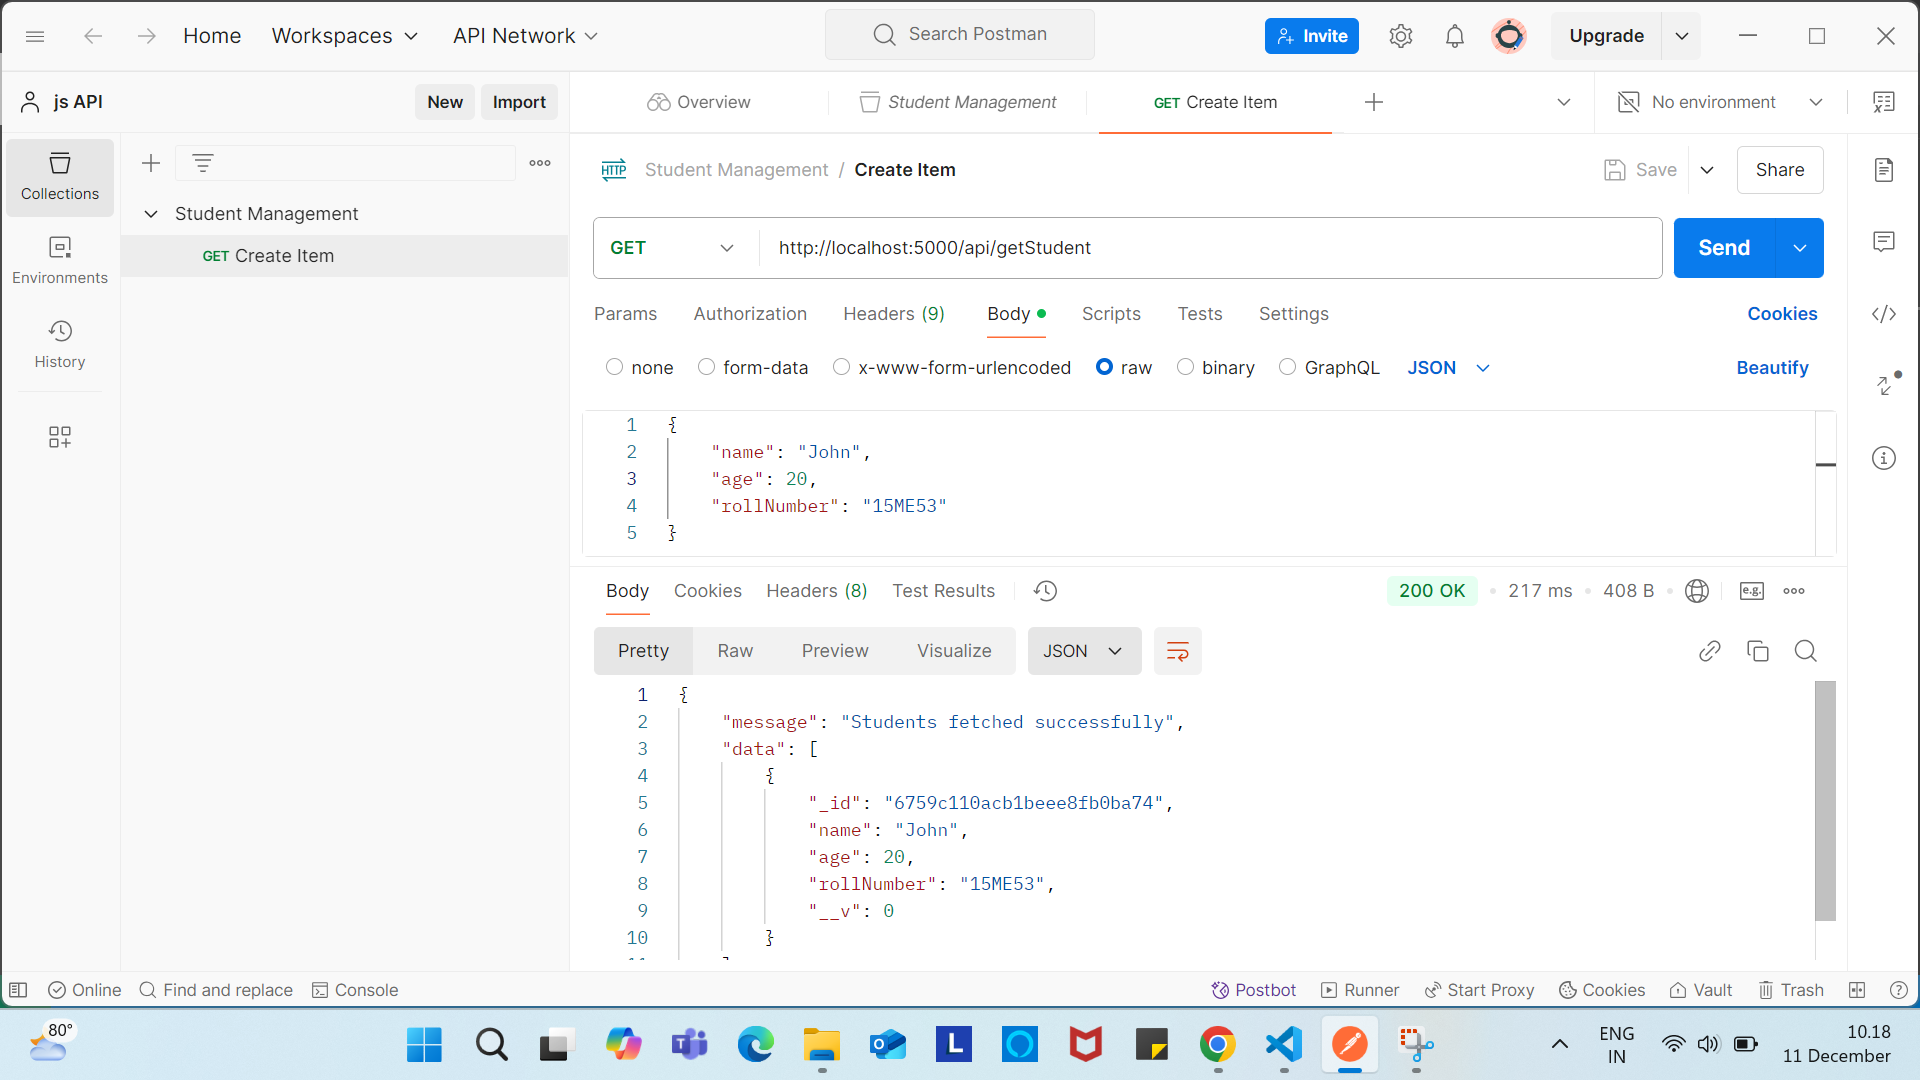 Home Workspaces API Network Search Postman Invite Upgrade
js API New Import Overview Student Management GET Create Item No environment
Collections
Student Management
GET Create Item
Environments
History
HTTP Student Management / Create Item Save Share
GET http://localhost:5000/api/getStudent Send
Params Authorization Headers (9) Body Scripts Tests Settings Cookies
none form-data x-www-form-urlencoded raw binary GraphQL JSON Beautify
1 {
2 "name": "John",
3 "age": 20,
4 "rollNumber": "15ME53"
5 }
Body Cookies Headers (8) Test Results 200 OK 217 ms 408 B e.g.
Pretty Raw Preview Visualize JSON
1 {
2 "message": "Students fetched successfully",
3 "data": [
4 {
5 "_id": "6759c110acb1beee8fb0ba74",
6 "name": "John",
7 "age": 20,
8 "rollNumber": "15ME53",
9 "__v": 0
10 }
Online Find and replace Console Postbot Runner Start Proxy Cookies Vault Trash
80°
L
ENG
IN
10.18
11 December